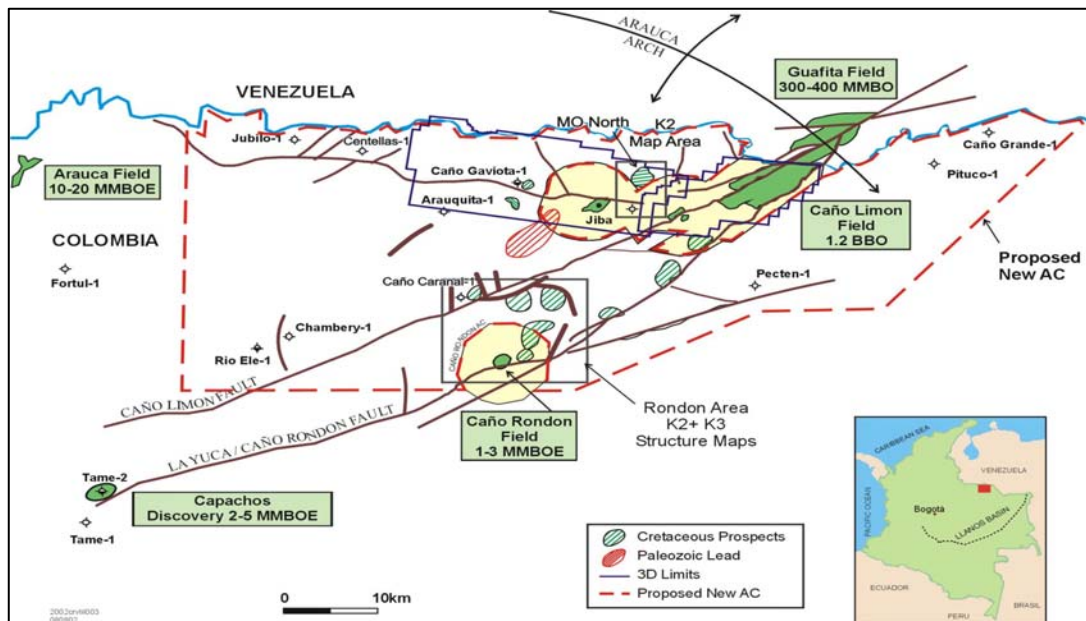 ARAUCA
ARCH
Guafita Field
300-400 MMBO
VENEZUELA
MO North
K2
Map Area
Jubilo-1
Centellas-1
Caño Grande-1
Pituco-1
Arauca Field
10-20 MMBOE
Caño Gaviota-1
Arauquita-1
Jiba
Caño Limon
Field
1.2 BBO
COLOMBIA
Fortul-1
Proposed
New AC
Pecten-1
Caño Caranal-1
Chambery-1
Rio Ele-1
CAÑO RONDON AC
CAÑO LIMON FAULT
LA YUCA / CAÑO RONDON FAULT
Caño Rondon
Field
1-3 MMBOE
Rondon Area
K2+ K3
Structure Maps
Tame-2
Capachos
Discovery 2-5 MMBOE
Tame-1
Cretaceous Prospects
Paleozoic Lead
3D Limits
Proposed New AC
0
10km
CARIBBEAN SEA
VENEZUELA
PACIFIC OCEAN
Bogotá
LLANOS BASIN
ECUADOR
PERU
BRASIL